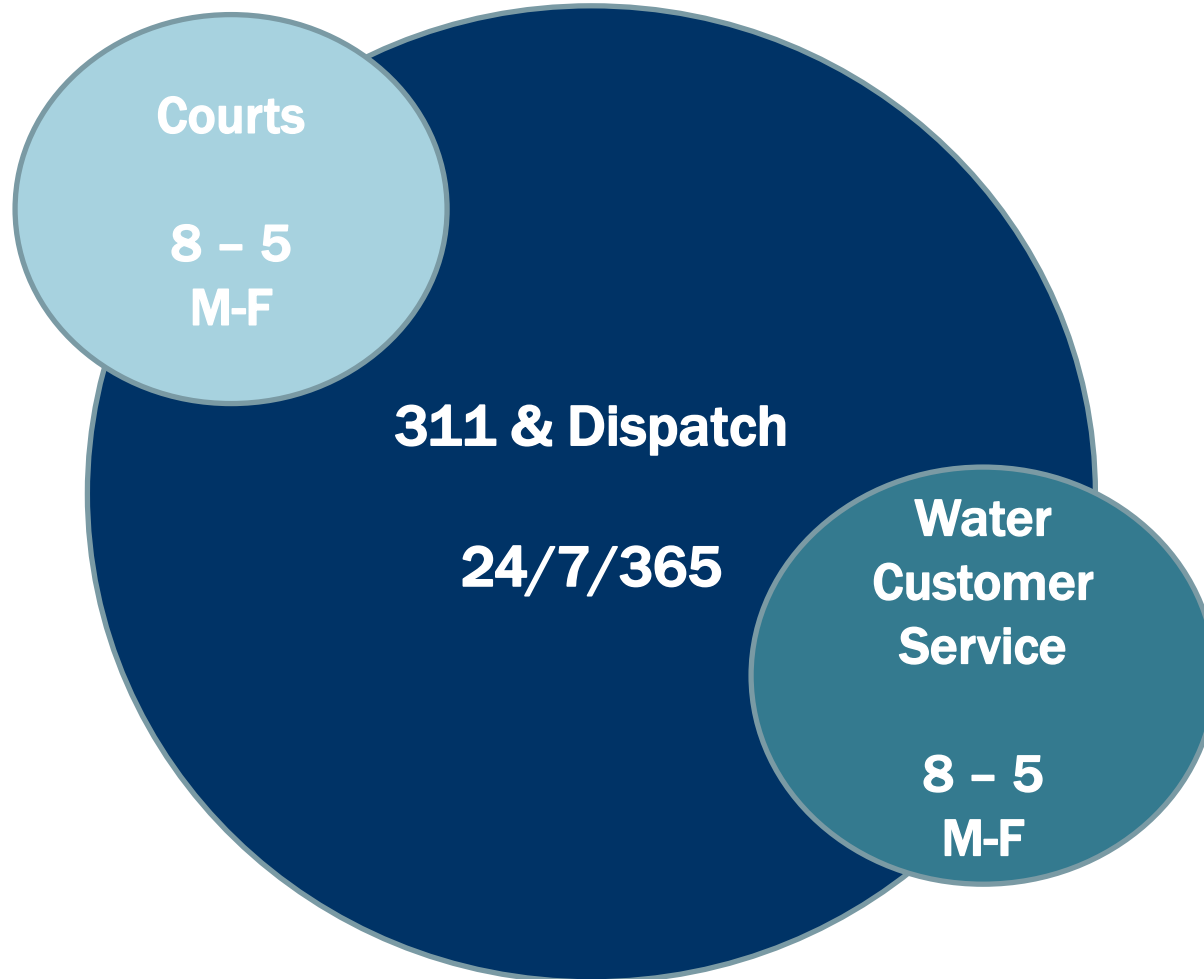 Courts
8 – 5
M-F
311 & Dispatch
24/7/365
Water
Customer
Service
8 – 5
M-F